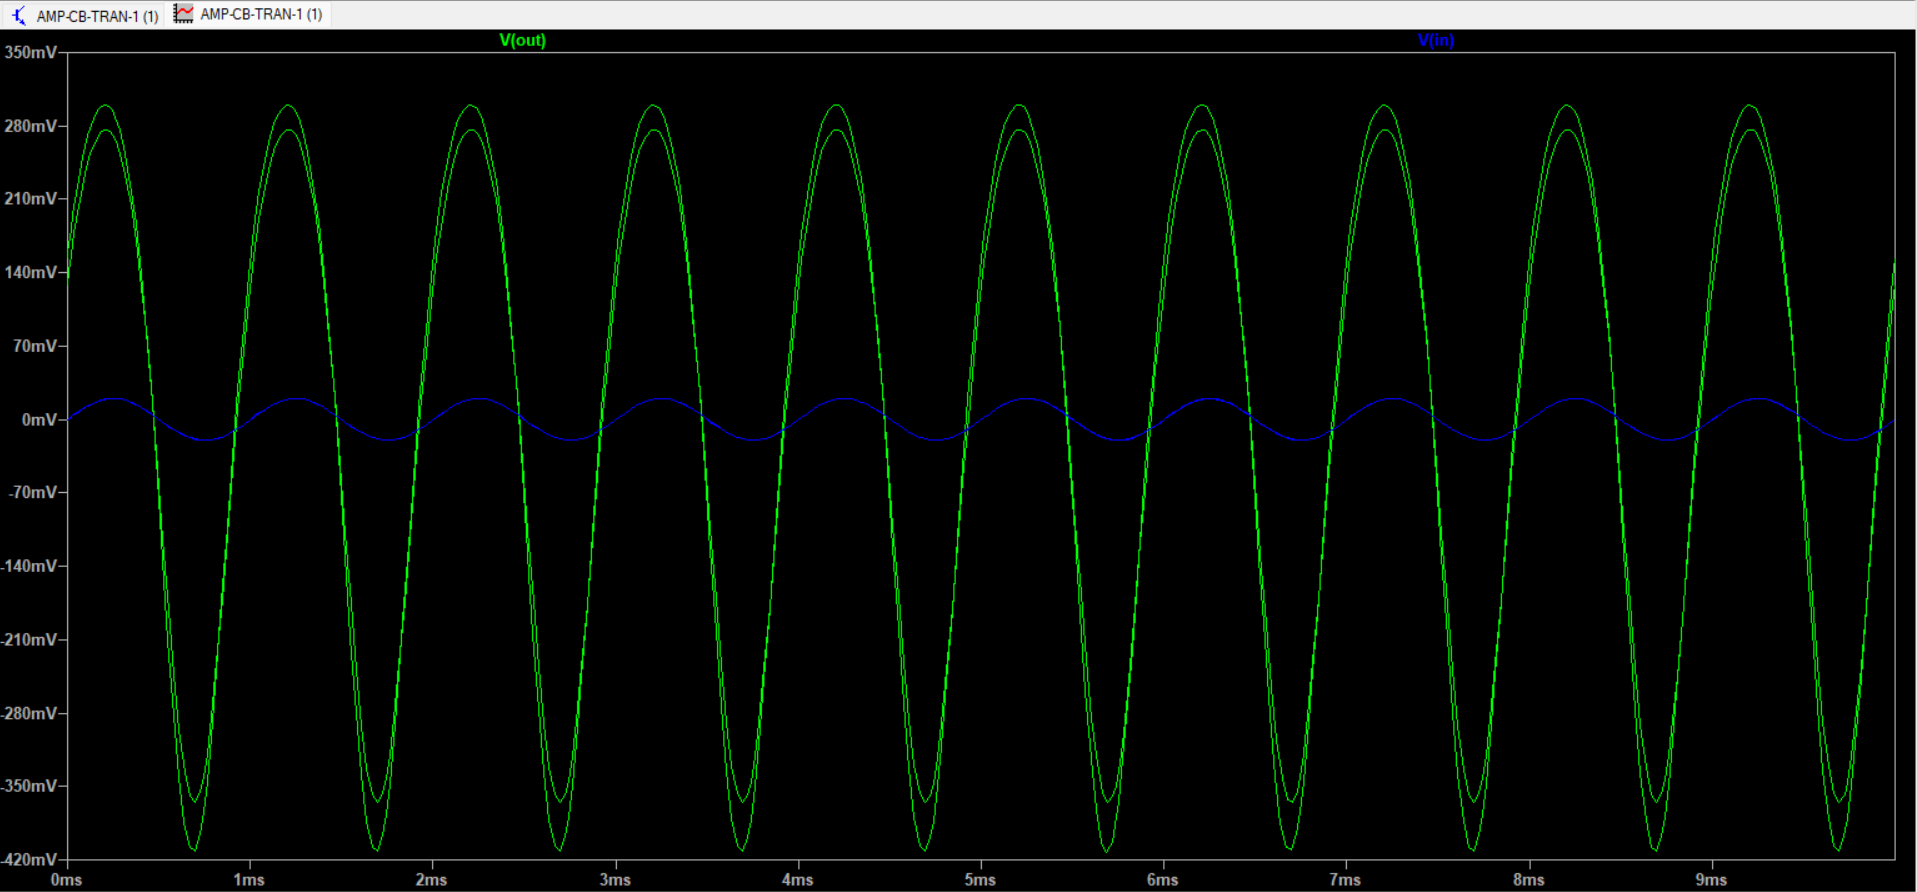 AMP-CB-TRAN-1 (1) AMP-CB-TRAN-1 (1)
V(out) V(in)
350mV
280mV
210mV
140mV
70mV
0mV
-70mV
-140mV
-210mV
-280mV
-350mV
-420mV
0ms 1ms 2ms 3ms 4ms 5ms 6ms 7ms 8ms 9ms